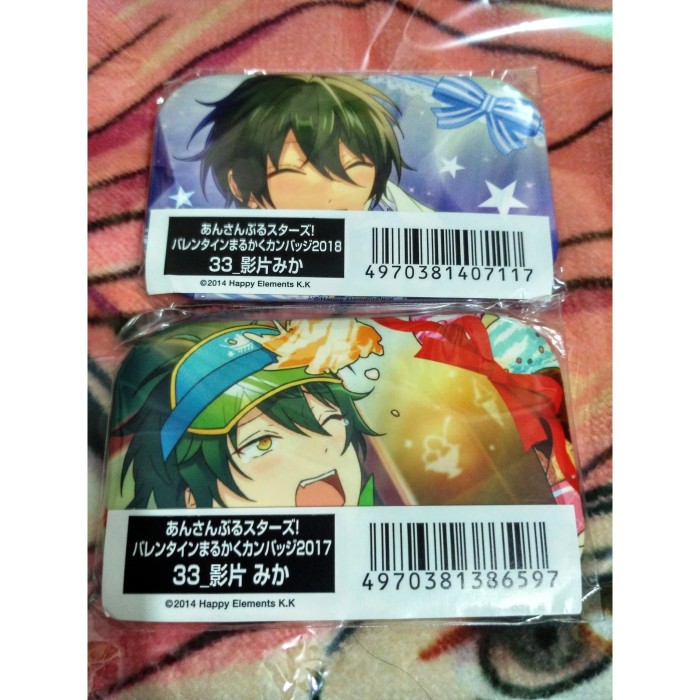 あんさんぶるスターズ!
バレンタインまるかくカンバッジ2018
33_影片みか
©2014 Happy Elements K.K
4970381407117
©Happy Elements K.K
あんさんぶるスターズ!
バレンタインまるかくカンバッジ2017
33_影片 みか
©2014 Happy Elements K.K
4970381386597